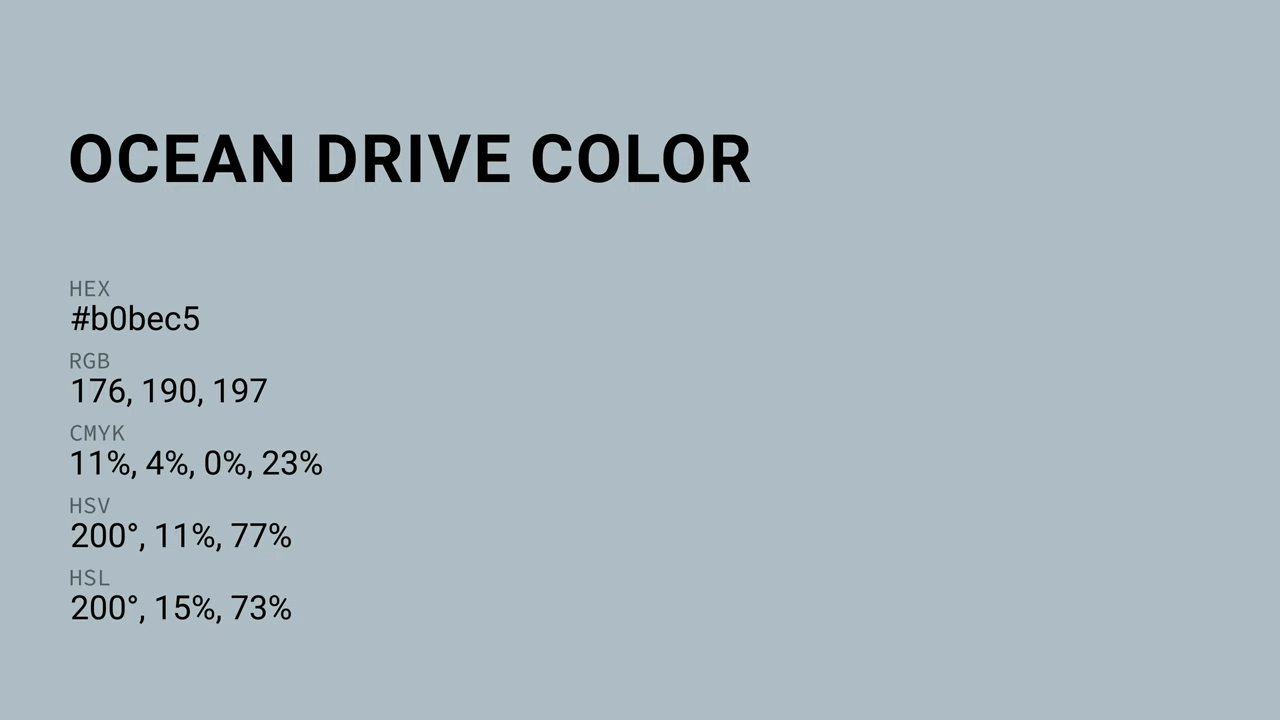 OCEAN DRIVE COLOR
HEX
#b0bec5
RGB
176, 190, 197
CMYK
11%, 4%, 0%, 23%
HSV
200°, 11%, 77%
HSL
200°, 15%, 73%